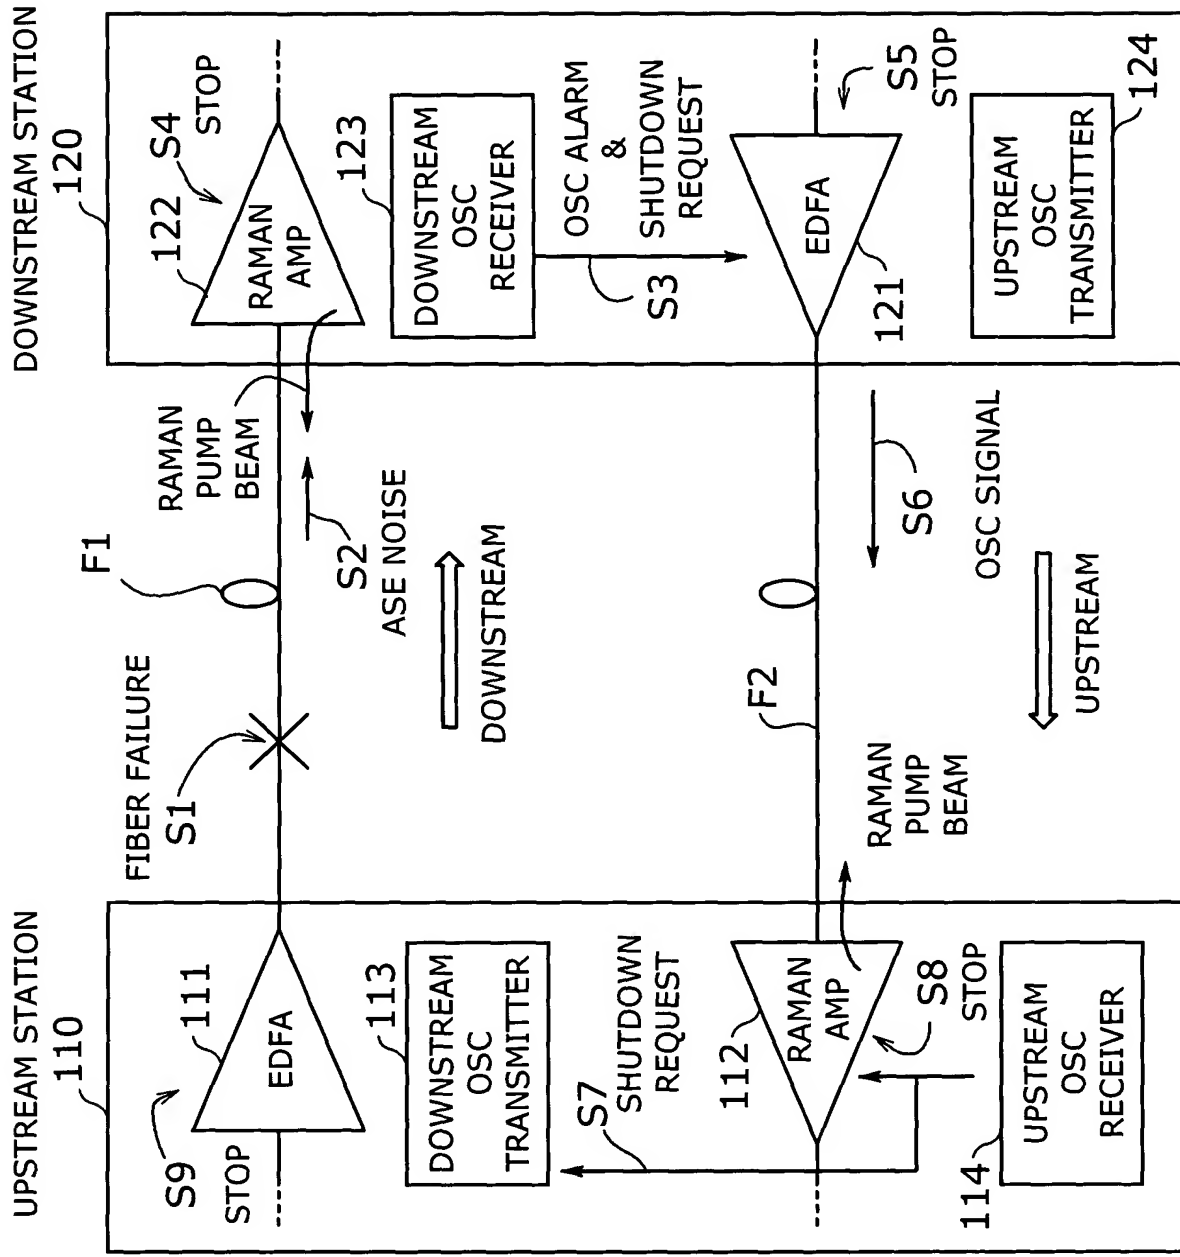 UPSTREAM STATION
110
S9
STOP
111
EDFA
113
DOWNSTREAM
OSC
TRANSMITTER
S7
SHUTDOWN
REQUEST
112
RAMAN
AMP
S8
STOP
114
UPSTREAM
OSC
RECEIVER
FIBER FAILURE
S1
F1
RAMAN
PUMP
BEAM
S2
ASE NOISE
DOWNSTREAM
F2
RAMAN
PUMP
BEAM
S6
OSC SIGNAL
UPSTREAM
DOWNSTREAM STATION
120
122
S4
STOP
RAMAN
AMP
123
DOWNSTREAM
OSC
RECEIVER
S3
OSC ALARM
&
SHUTDOWN
REQUEST
EDFA
121
S5
STOP
UPSTREAM
OSC
TRANSMITTER
124